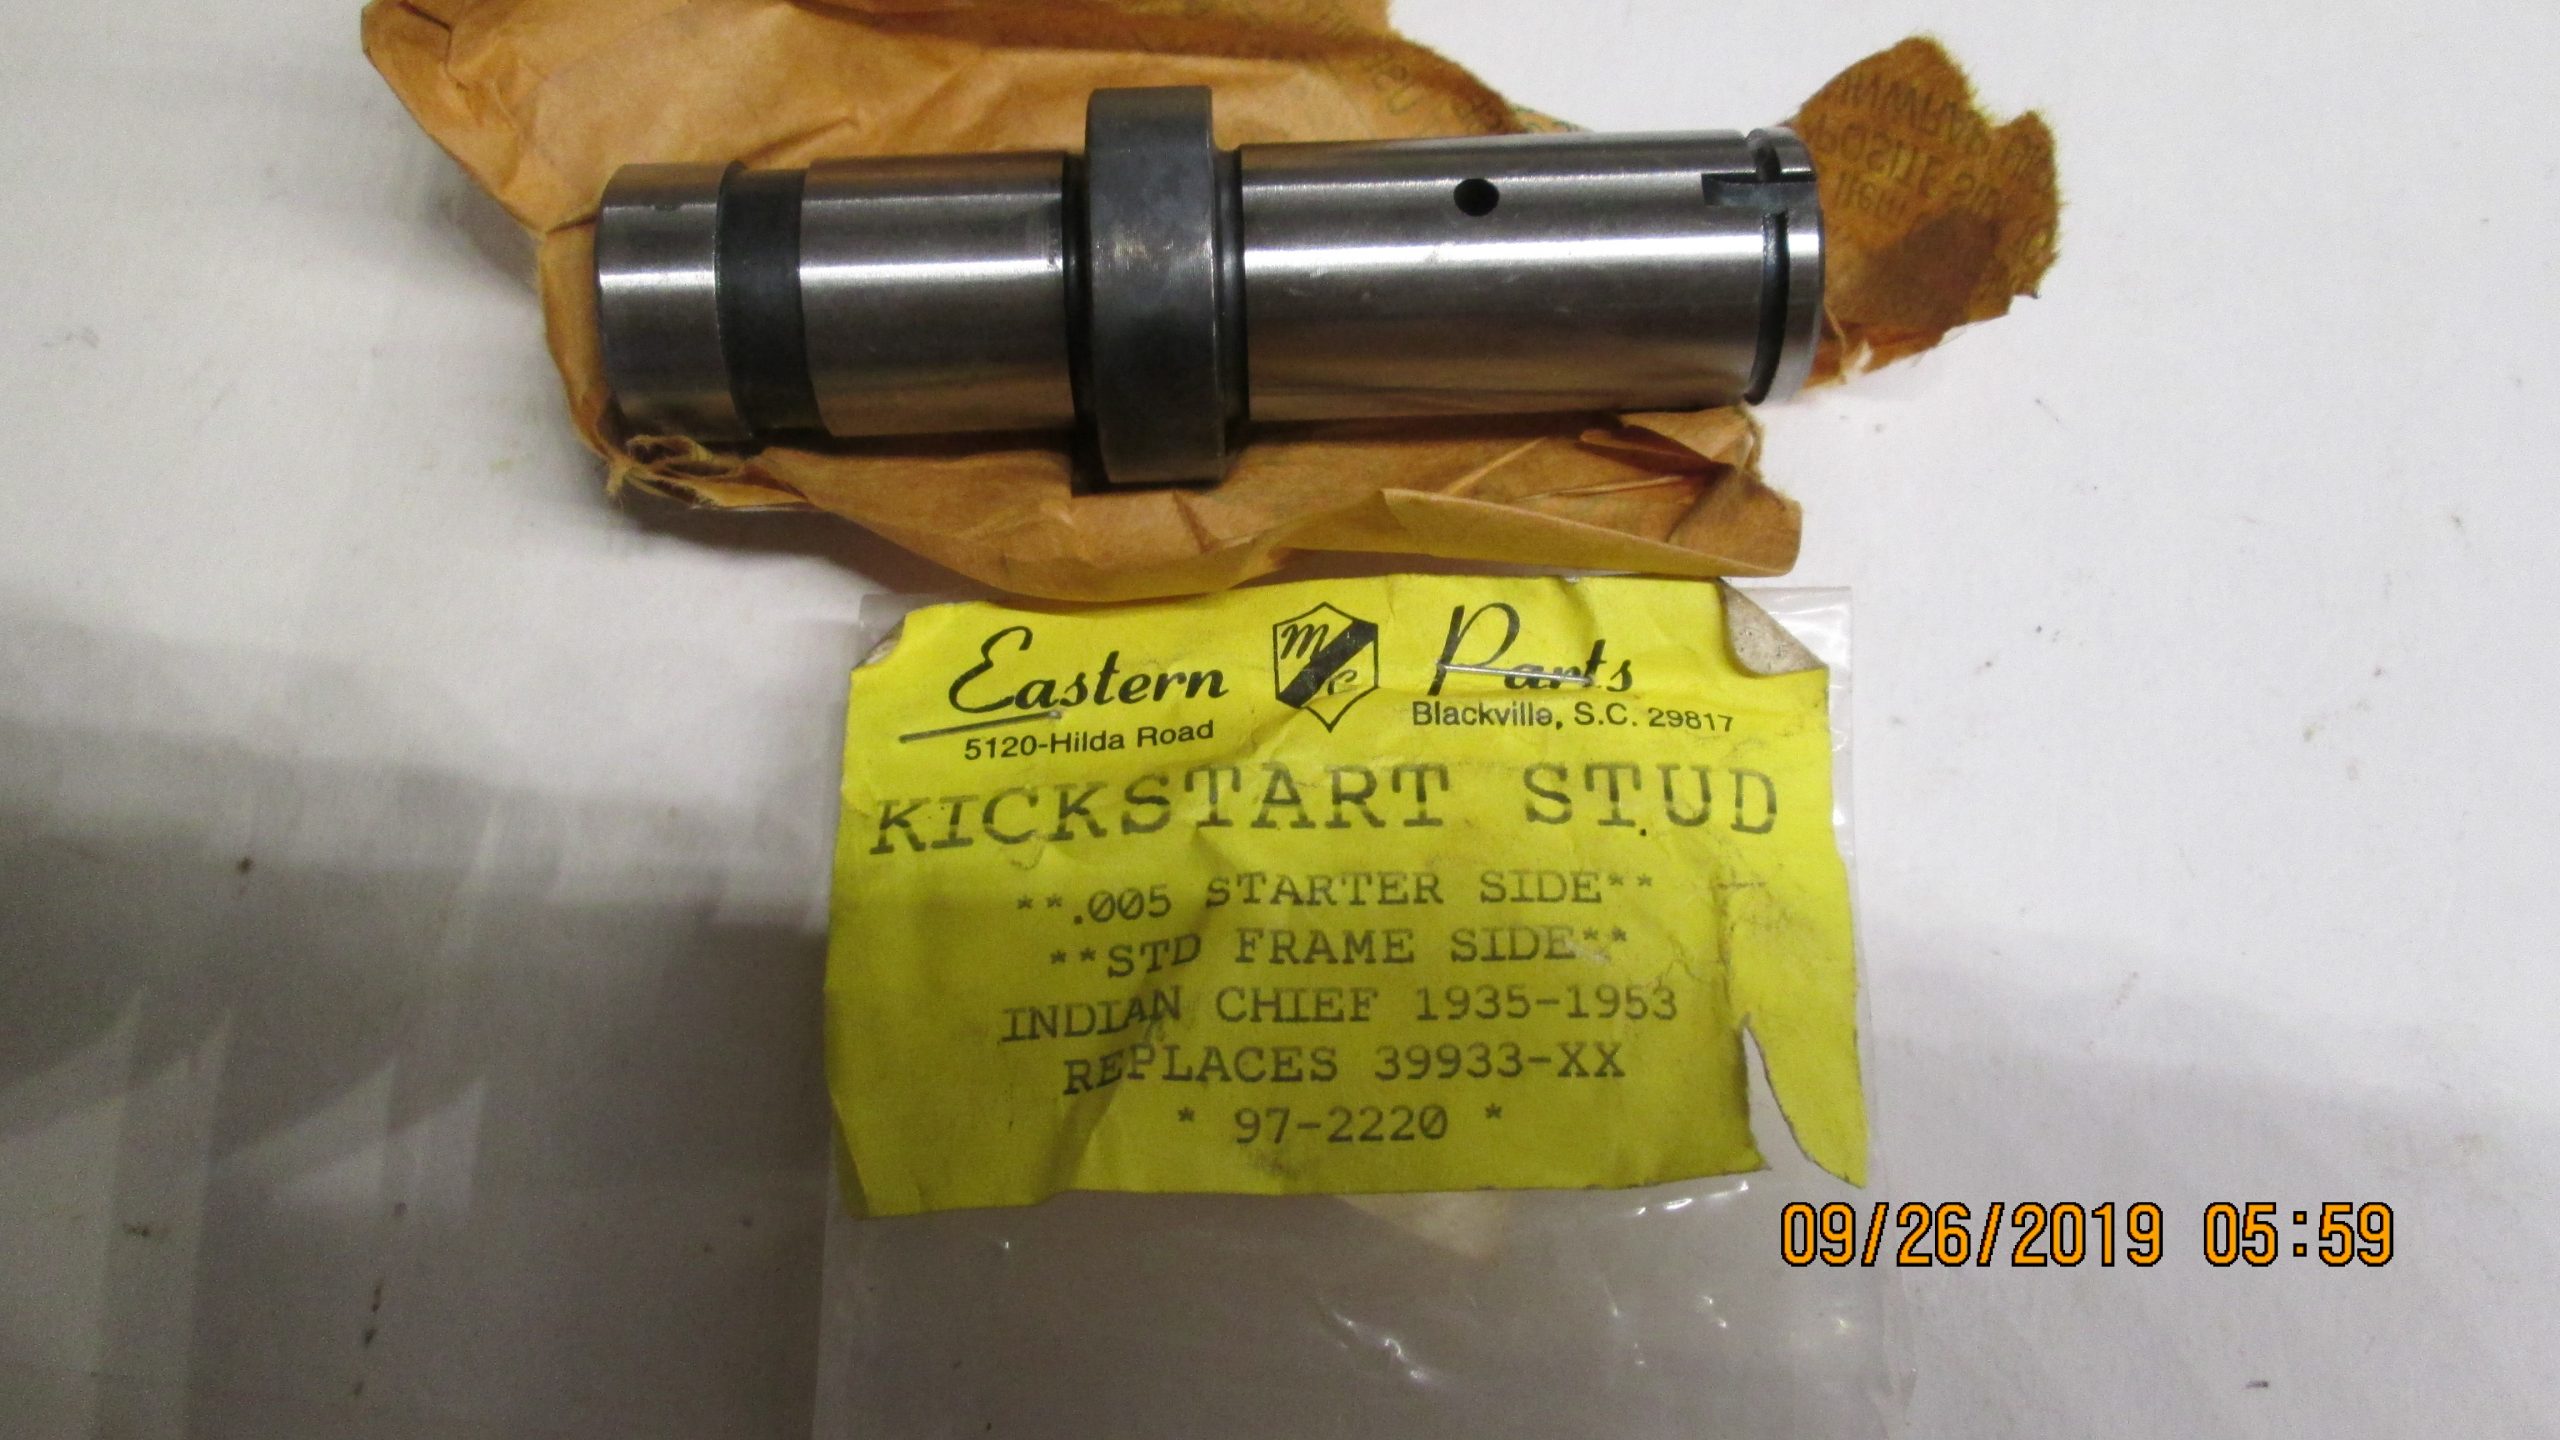 Eastern MC Parts
5120-Hilda Road Blackville, S.C. 29817
KICKSTART STUD
**.005 STARTER SIDE**
**STD FRAME SIDE**
INDIAN CHIEF 1935-1953
REPLACES 39933-XX
* 97-2220 *
09/26/2019 05:59